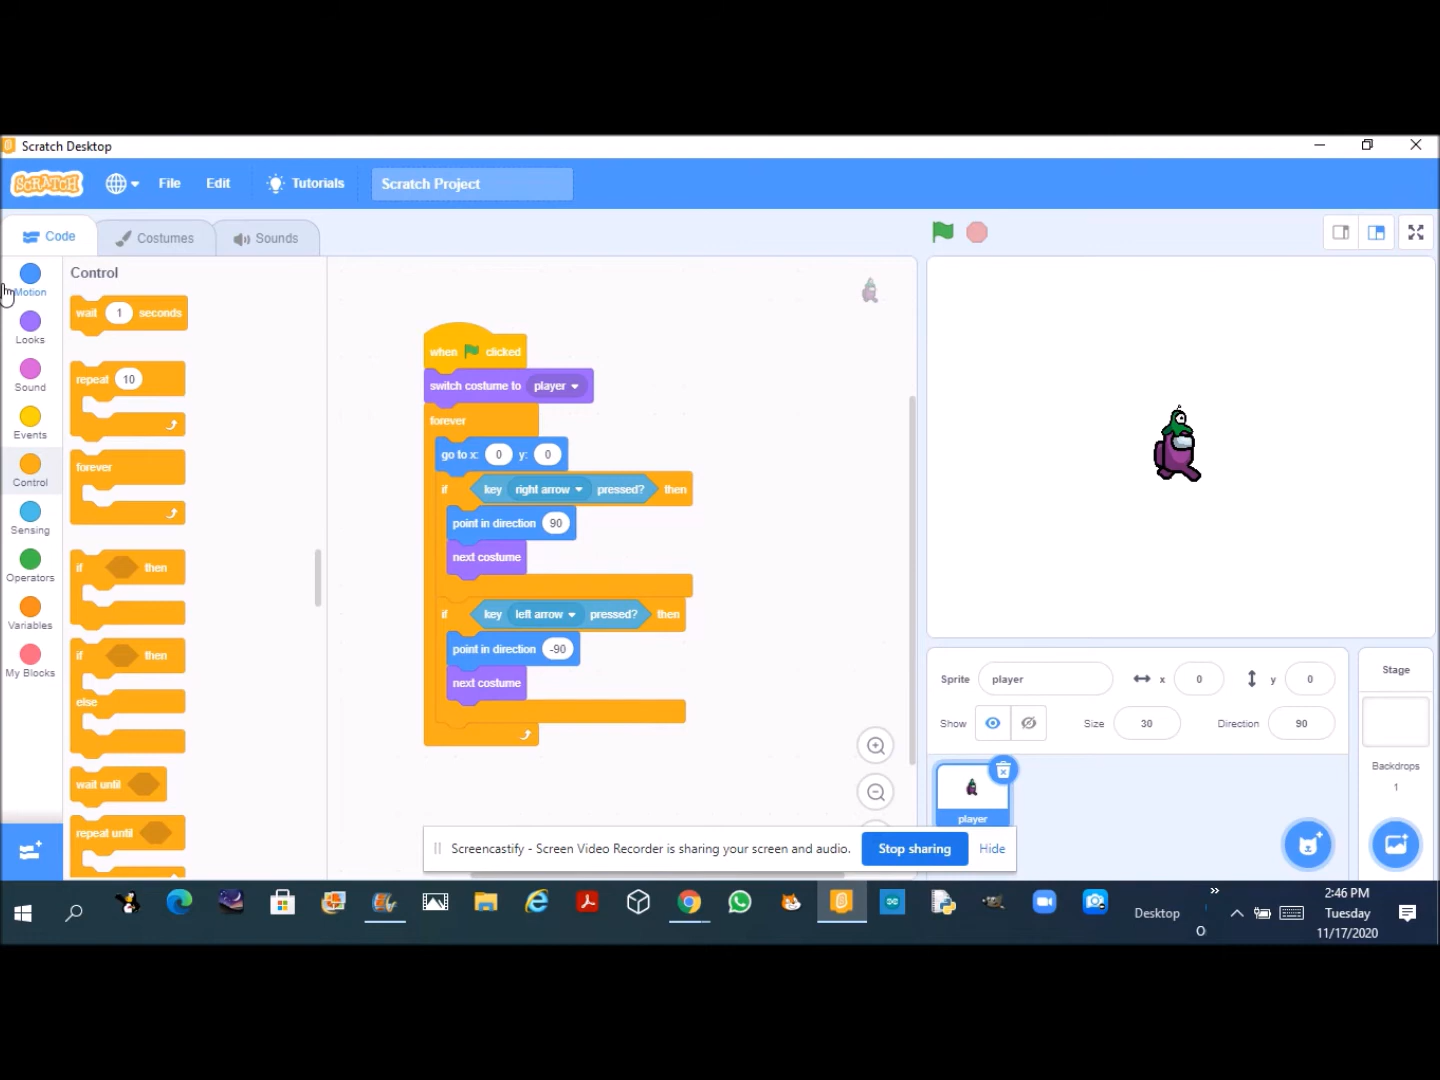 Scratch Desktop
SCRATCH File Edit Tutorials Scratch Project
Code Costumes Sounds
Motion
Looks
Sound
Events
Control
Sensing
Operators
Variables
My Blocks
Control
wait 1 seconds
repeat 10
forever
if then
if then
else
wait until
repeat until
when clicked
switch costume to player
forever
go to x: 0 y: 0
if key right arrow pressed? then
point in direction 90
next costume
if key left arrow pressed? then
point in direction -90
next costume
Sprite player x 0 y 0
Show Size 30 Direction 90
player
Stage
Backdrops
1
Screencastify - Screen Video Recorder is sharing your screen and audio. Stop sharing Hide
Desktop
2:46 PM
Tuesday
11/17/2020